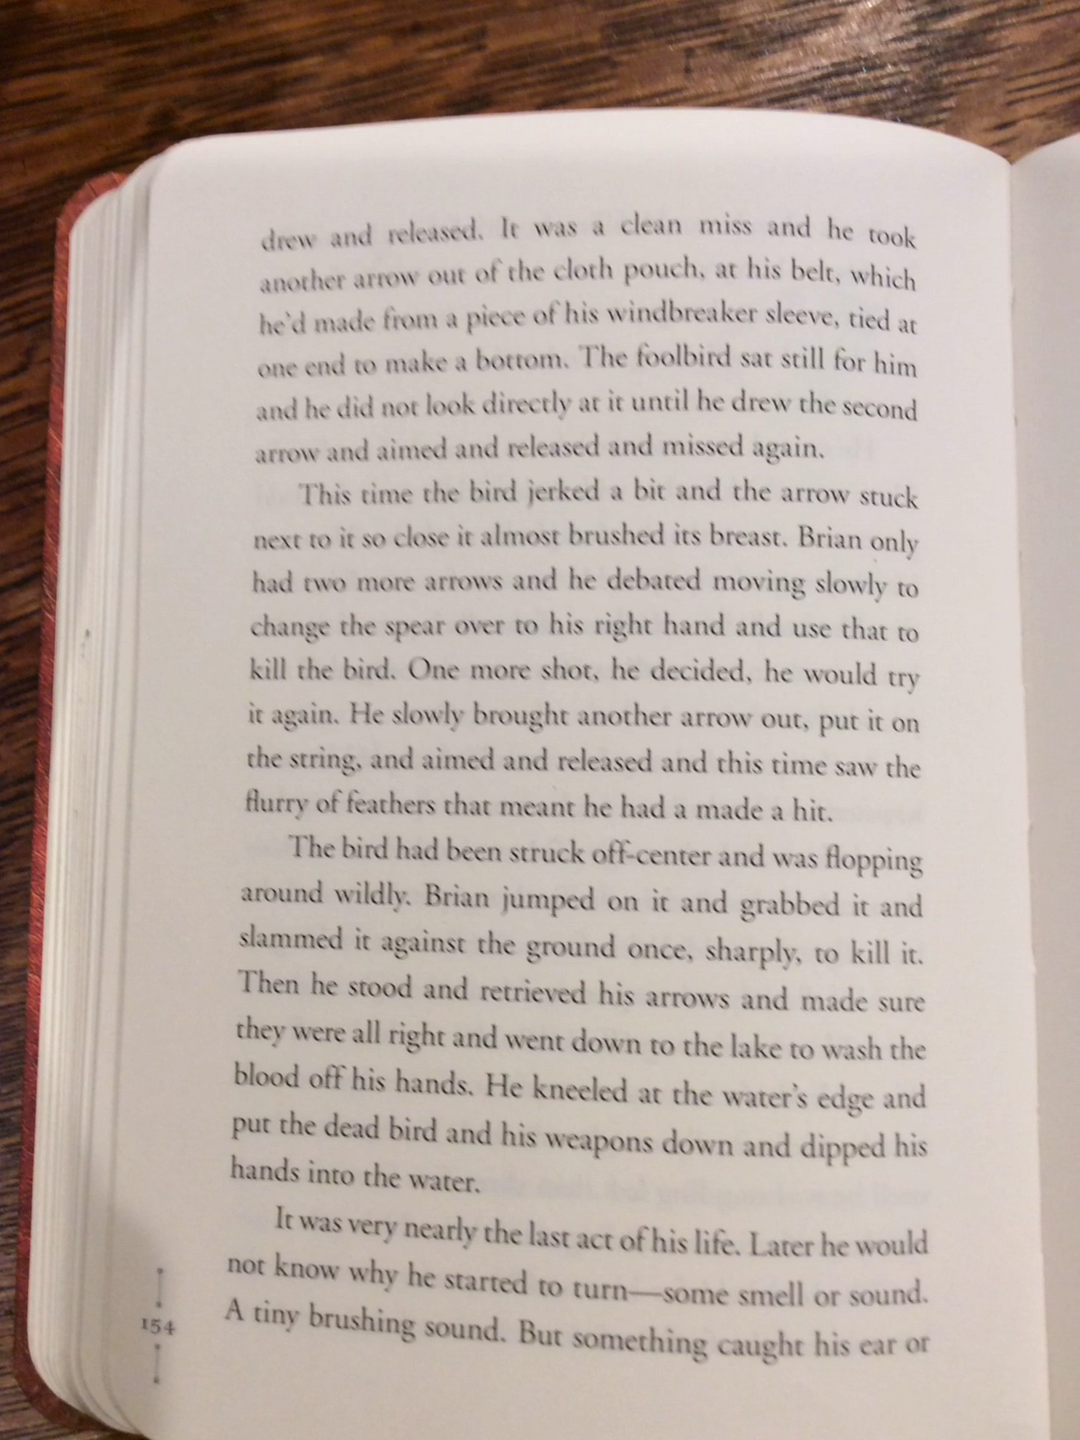 drew and released. It was a clean miss and he took
another arrow out of the cloth pouch, at his belt, which
he'd made from a piece of his windbreaker sleeve, tied at
one end to make a bottom. The foolbird sat still for him
and he did not look directly at it until he drew the second
arrow and aimed and released and missed again.
This time the bird jerked a bit and the arrow stuck
next to it so close it almost brushed its breast. Brian only
had two more arrows and he debated moving slowly to
change the spear over to his right hand and use that to
kill the bird. One more shot, he decided, he would try
it again. He slowly brought another arrow out, put it on
the string, and aimed and released and this time saw the
flurry of feathers that meant he had a made a hit.
The bird had been struck off-center and was flopping
around wildly. Brian jumped on it and grabbed it and
slammed it against the ground once, sharply, to kill it.
Then he stood and retrieved his arrows and made sure
they were all right and went down to the lake to wash the
blood off his hands. He kneeled at the water's edge and
put the dead bird and his weapons down and dipped his
hands into the water.
It was very nearly the last act of his life. Later he would
not know why he started to turn—some smell or sound.
A tiny brushing sound. But something caught his ear or
154